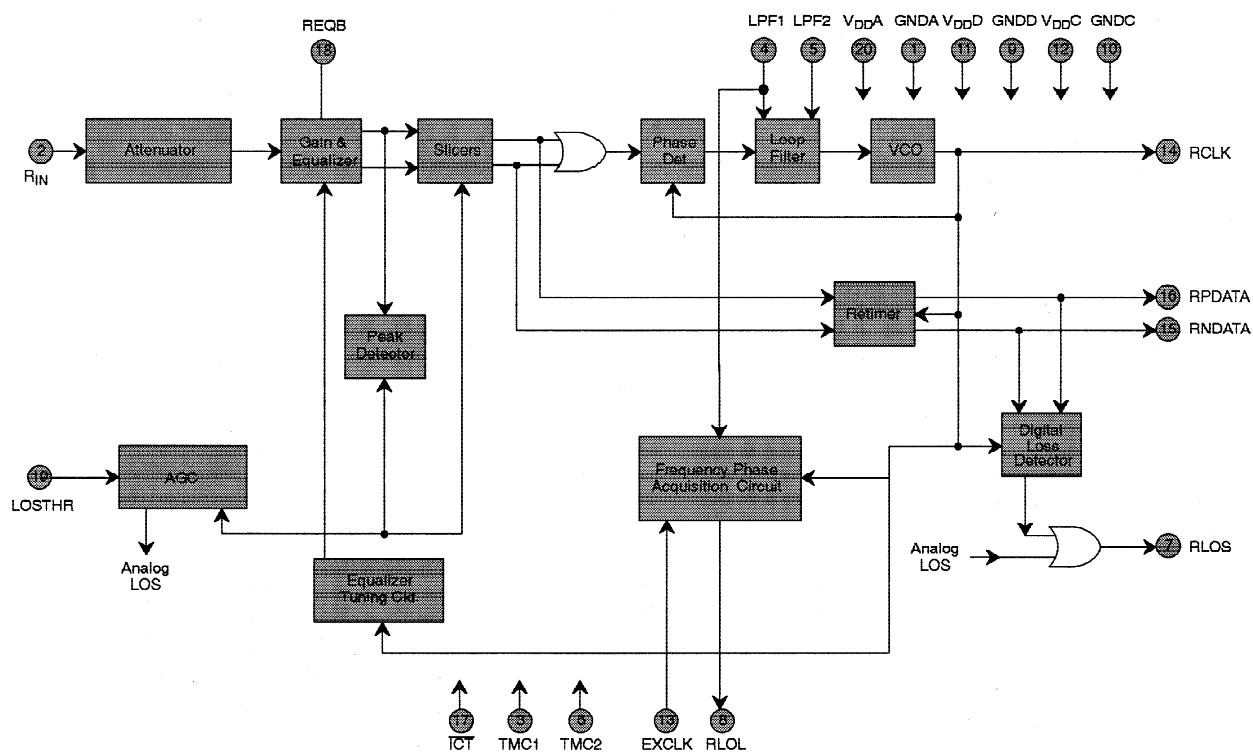 REQB
18
LPF1 LPF2 VDDA GNDA VDDD GNDD VDDC GNDC
4 5 20 1 11 9 12 10
2
RIN
Attenuator
Gain &
Equalizer
Slicers
Phase
Det
Loop
Filter
VCO
14 RCLK
Retimer
16 RPDATA
15 RNDATA
Peak
Detector
19
LOSTHR
AGC
Analog
LOS
Frequency Phase
Acquisition Circuit
Digital
Loss
Detector
Analog
LOS
7 RLOS
Equalizer
Tuning Ckt
17 3 13 8
ICT TMC1 TMC2 EXCLK RLOL